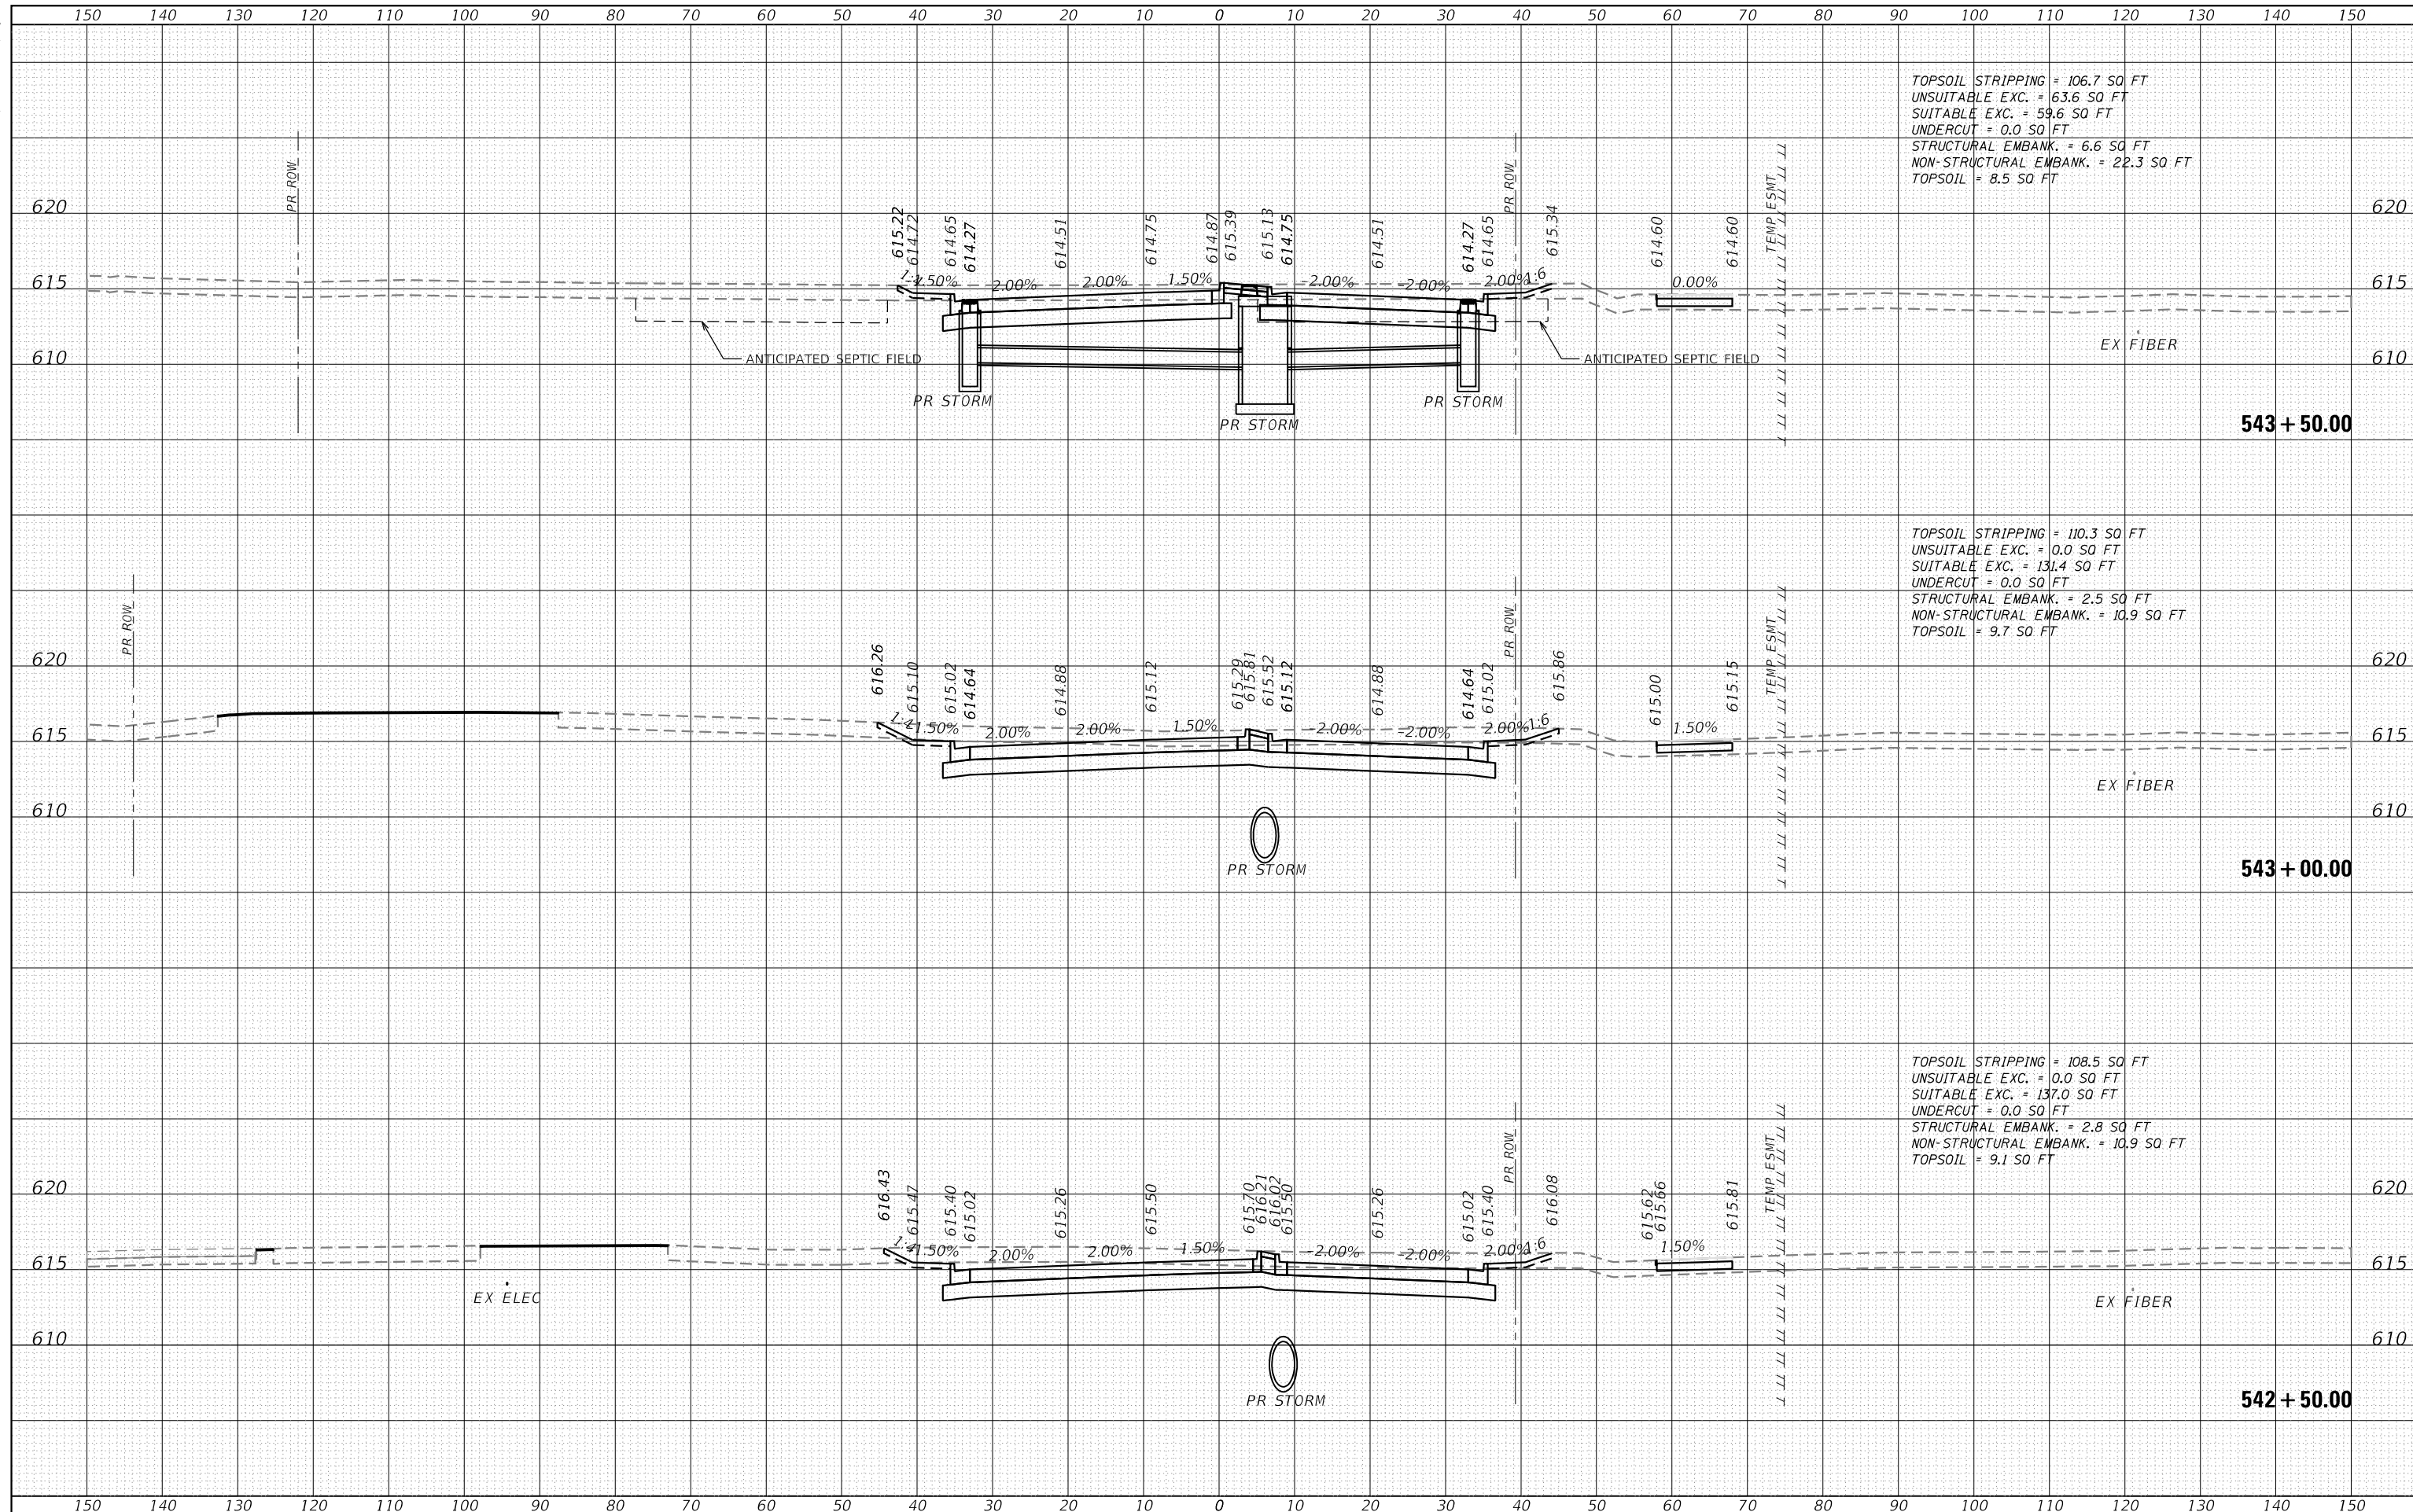 150 140 130 120 110 100 90 80 70 60 50 40 30 20 10 0 10 20 30 40 50 60 70 80 90 100 110 120 130 140 150
TOPSOIL STRIPPING = 106.7 SQ FT
UNSUITABLE EXC. = 63.6 SQ FT
SUITABLE EXC. = 59.6 SQ FT
UNDERCUT = 0.0 SQ FT
STRUCTURAL EMBANK. = 6.6 SQ FT
NON-STRUCTURAL EMBANK. = 22.3 SQ FT
TOPSOIL = 8.5 SQ FT
PR ROW PR ROW TEMP ESMT
620 620
615.22 614.72 614.65 614.27 614.51 614.75 614.87 615.39 615.13 614.75 614.51 614.27 614.65 615.34 614.60 614.60
615 1.50% 2.00% 2.00% 1.50% -2.00% -2.00% 2.00% 1:6 0.00% 615
EX FIBER
610 ANTICIPATED SEPTIC FIELD ANTICIPATED SEPTIC FIELD 610
PR STORM PR STORM PR STORM
543+50.00
TOPSOIL STRIPPING = 110.3 SQ FT
UNSUITABLE EXC. = 0.0 SQ FT
SUITABLE EXC. = 131.4 SQ FT
UNDERCUT = 0.0 SQ FT
STRUCTURAL EMBANK. = 2.5 SQ FT
NON-STRUCTURAL EMBANK. = 10.9 SQ FT
TOPSOIL = 9.7 SQ FT
PR ROW PR ROW TEMP ESMT
620 620
616.26 615.10 615.02 614.64 614.88 615.12 615.29 615.81 615.52 615.12 614.88 614.64 615.02 615.86 615.00 615.15
615 1:4 1.50% 2.00% 2.00% 1.50% -2.00% -2.00% 2.00% 1:6 1.50% 615
EX FIBER
610 610
PR STORM
543+00.00
TOPSOIL STRIPPING = 108.5 SQ FT
UNSUITABLE EXC. = 0.0 SQ FT
SUITABLE EXC. = 137.0 SQ FT
UNDERCUT = 0.0 SQ FT
STRUCTURAL EMBANK. = 2.8 SQ FT
NON-STRUCTURAL EMBANK. = 10.9 SQ FT
TOPSOIL = 9.1 SQ FT
PR ROW TEMP ESMT
620 620
616.43 615.47 615.40 615.02 615.26 615.50 615.70 616.21 616.02 615.50 615.26 615.02 615.40 616.08 615.62 615.66 615.81
615 1:4 1.50% 2.00% 2.00% 1.50% -2.00% -2.00% 2.00% 1:6 1.50% 615
EX ELEC EX FIBER
610 610
PR STORM
542+50.00
150 140 130 120 110 100 90 80 70 60 50 40 30 20 10 0 10 20 30 40 50 60 70 80 90 100 110 120 130 140 150